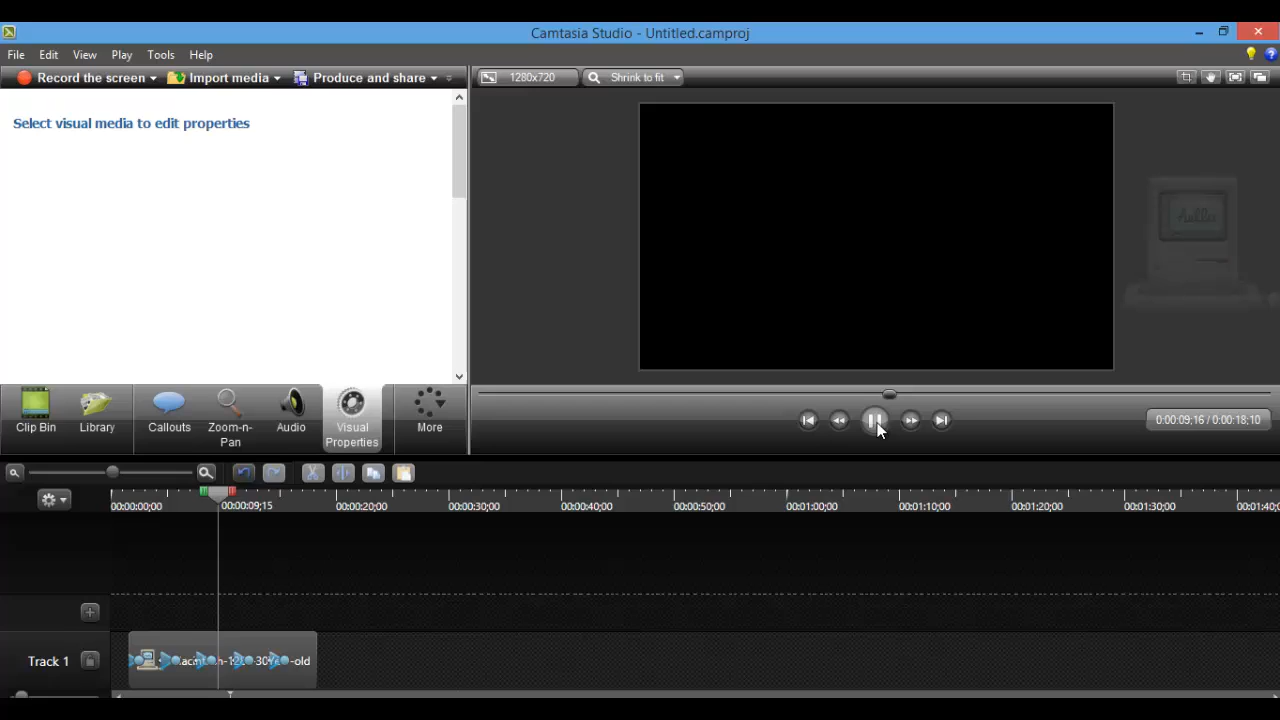 Camtasia Studio - Untitled.camproj
File Edit View Play Tools Help
Record the screen Import media Produce and share 1280x720 Shrink to fit
Select visual media to edit properties
hello
Clip Bin Library Callouts Zoom-n-Pan Audio Visual Properties More
0:00:09;16 / 0:00:18;10
00:00:00;00 00:00:09;15 00:00:20;00 00:00:30;00 00:00:40;00 00:00:50;00 00:01:00;00 00:01:10;00 00:01:20;00 00:01:30;00
Track 1 -old